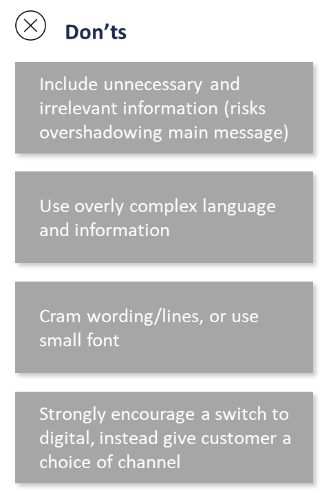 Don’ts
Include unnecessary and
irrelevant information (risks
overshadowing main message)
Use overly complex language
and information
Cram wording/lines, or use
small font
Strongly encourage a switch to
digital, instead give customer a
choice of channel